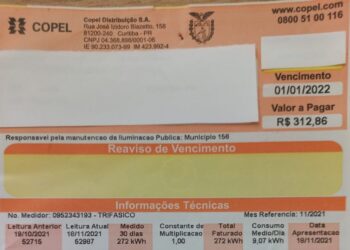 COPEL
Copel Distribuição S.A.
Rua José Izidoro Biazetto, 158
81200-240 - Curitiba - PR
CNPJ 04.368.898/0001-06
IE 90.233.073-99 IM 423.992-4
www.copel.com
0800 51 00 116
Vencimento
01/01/2022
Valor a Pagar
R$ 312,86
Responsavel pela manutencao da Iluminacao Publica: Municipio 156
Reaviso de Vencimento
Informações Técnicas
No. Medidor: 0952343193 - TRIFASICO
Mes Referencia: 11/2021
Leitura Anterior Leitura Atual Medido Constante de Total Consumo Data
19/10/2021 18/11/2021 30 dias Multiplicacao Faturado Medio/Dia Apresentacao
52715 52987 272 kWh 1,00 272 kWh 9,07 kWh 18/11/2021